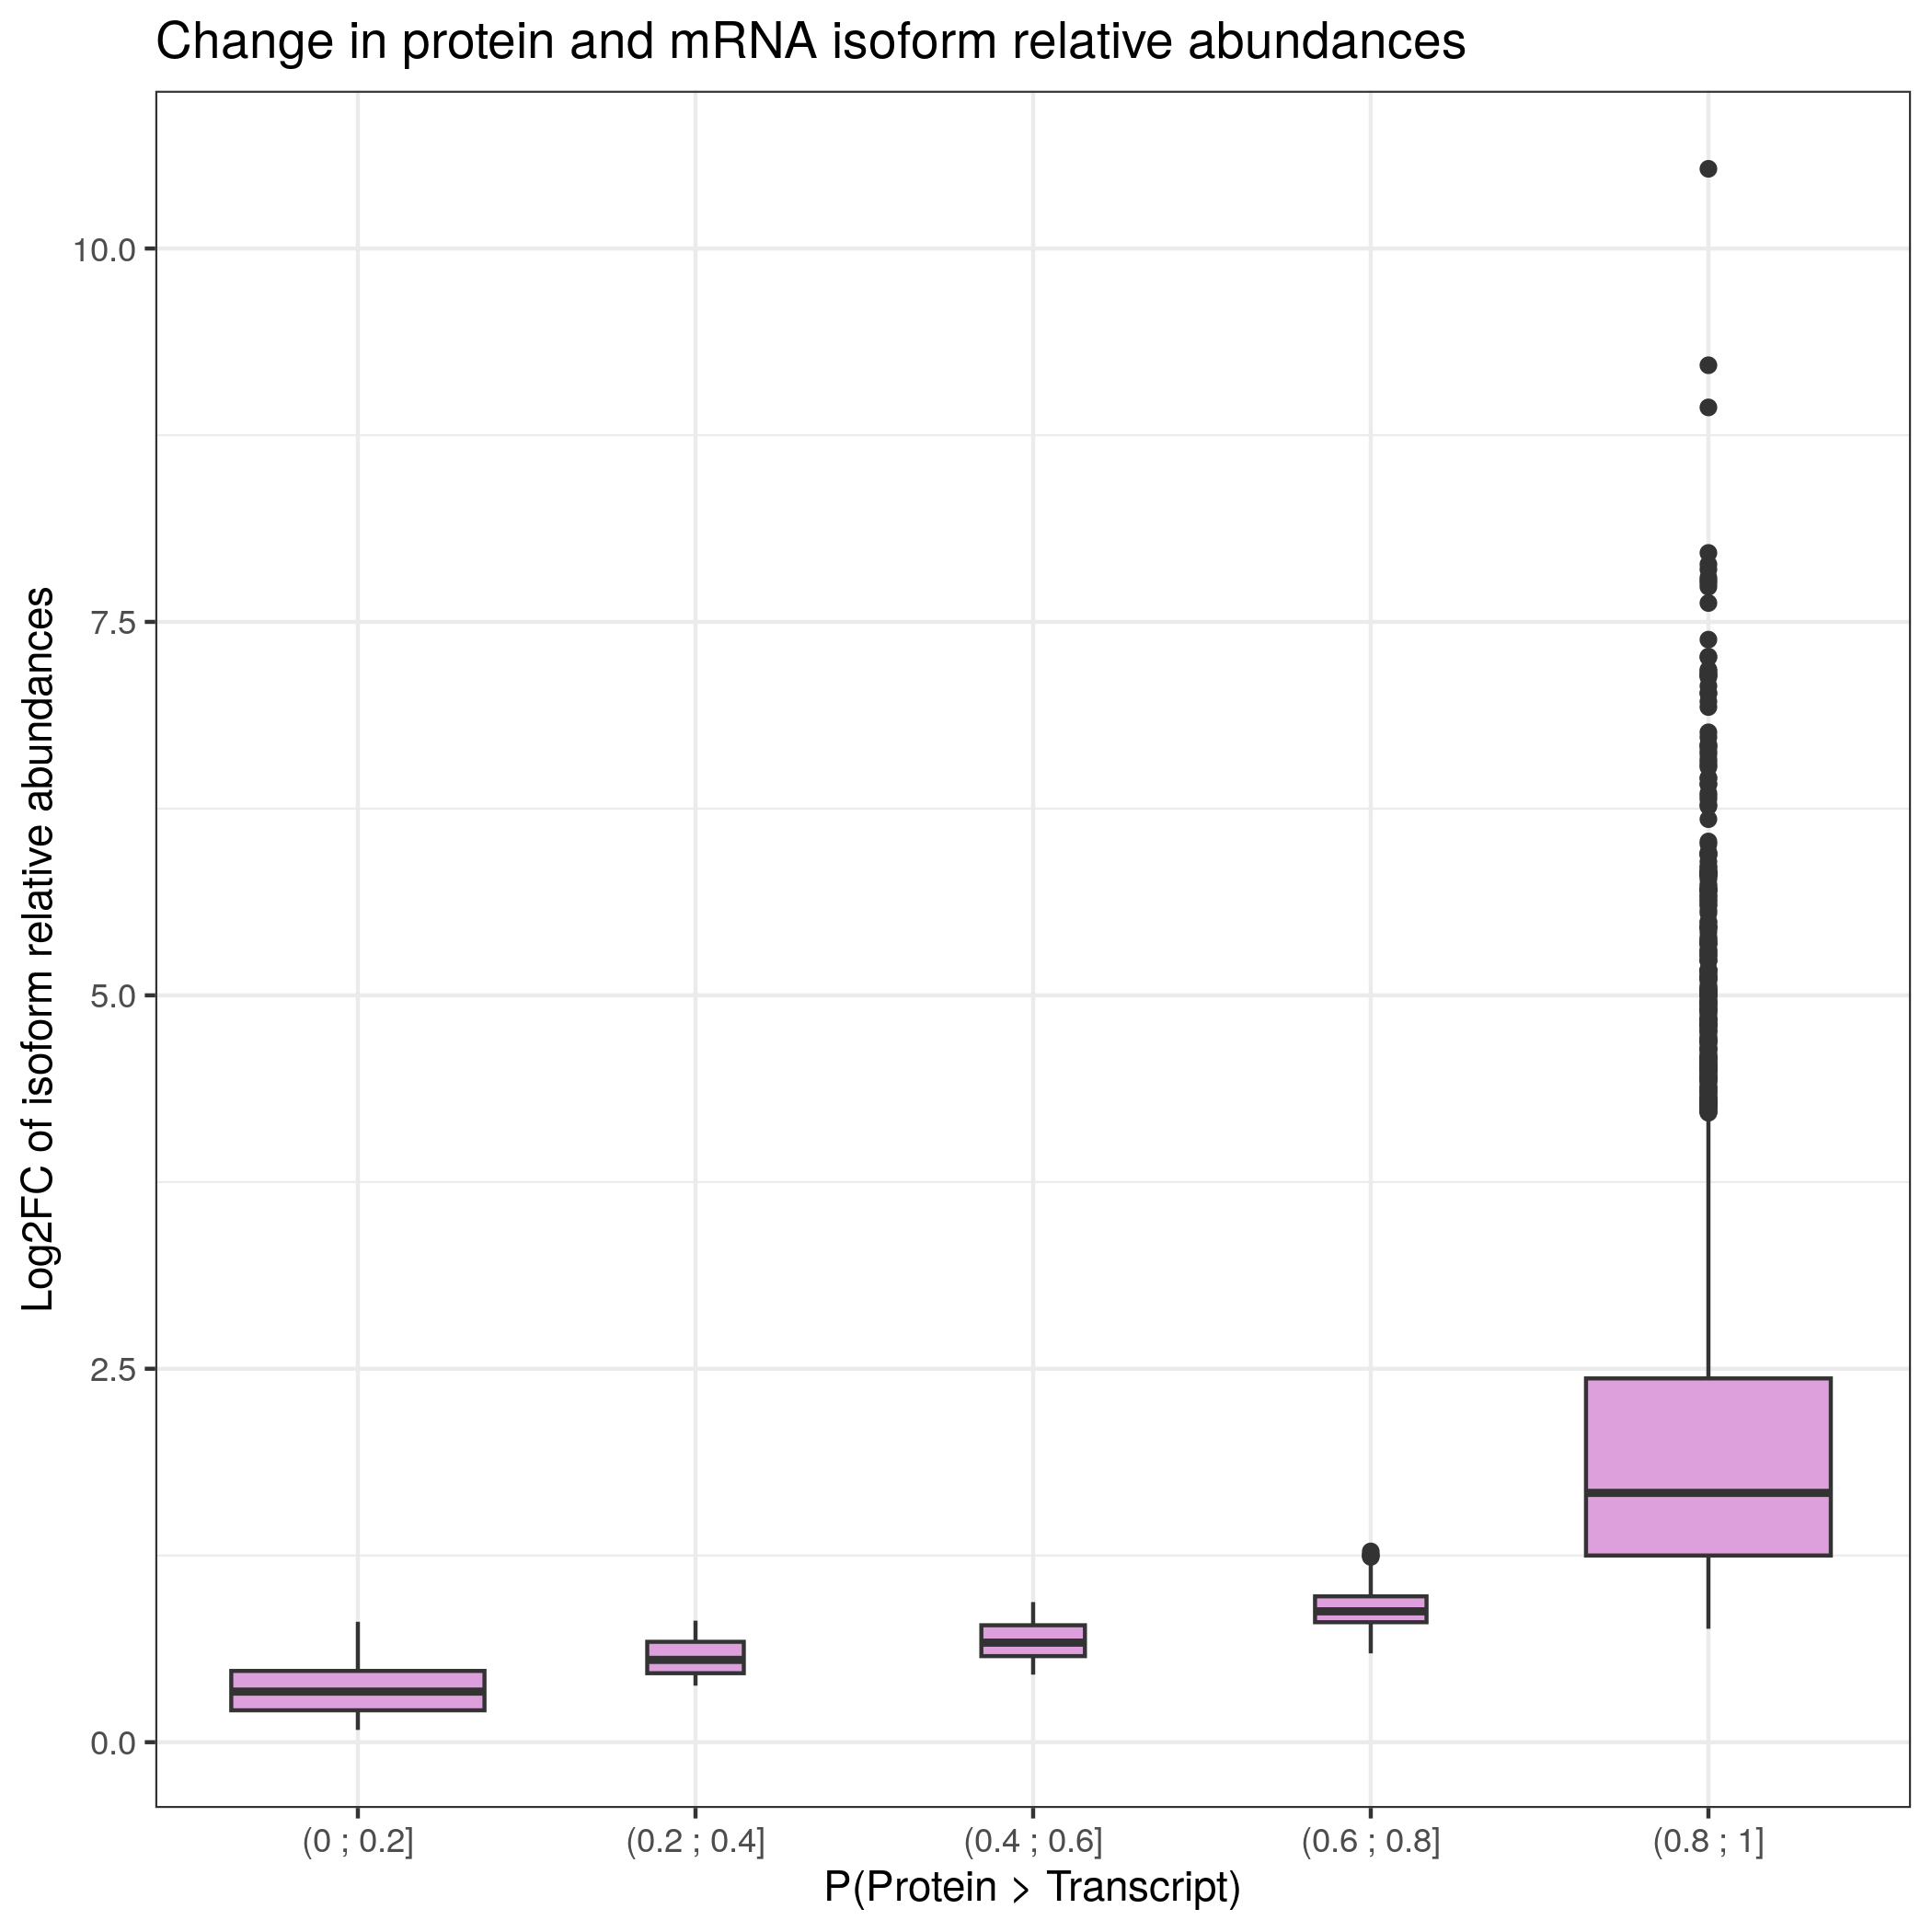 Change in protein and mRNA isoform relative abundances
Log2FC of isoform relative abundances
10.0
7.5
5.0
2.5
0.0
(0 ; 0.2]
(0.2 ; 0.4]
(0.4 ; 0.6]
(0.6 ; 0.8]
(0.8 ; 1]
P(Protein > Transcript)